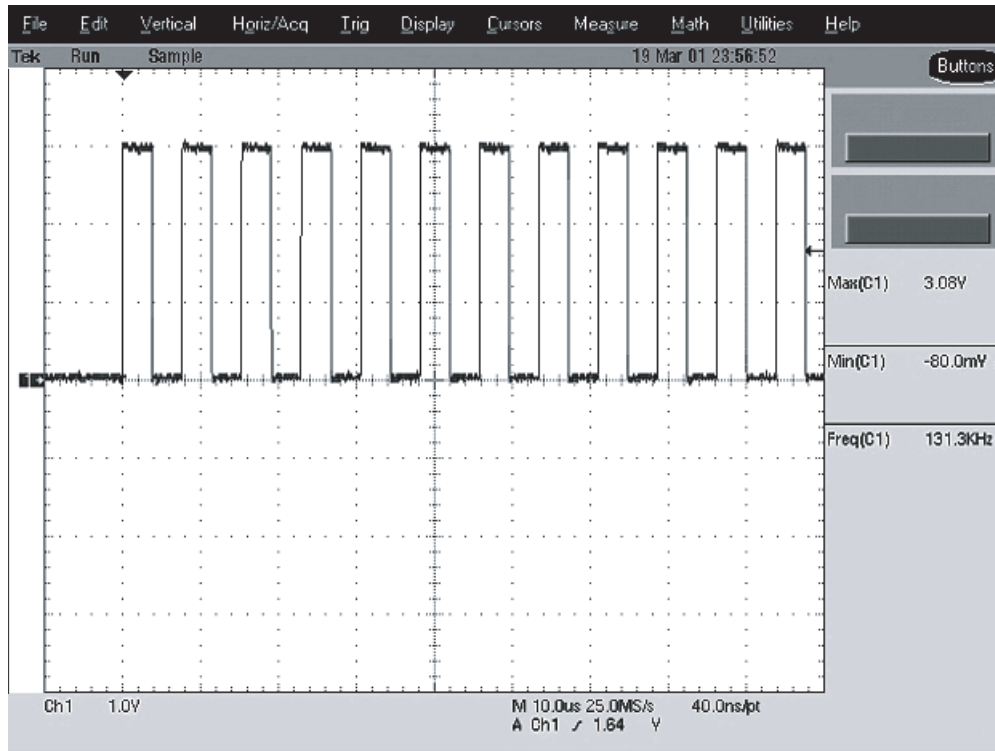 File Edit Vertical Horiz/Acq Trig Display Cursors Measure Math Utilities Help
Tek Run Sample 19 Mar 01 23:56:52
Buttons
Max(C1) 3.08V
Min(C1) -80.0mV
Freq(C1) 131.3KHz
Ch1 1.0V M 10.0us 25.0MS/s 40.0ns/pt
A Ch1 / 1.64 V